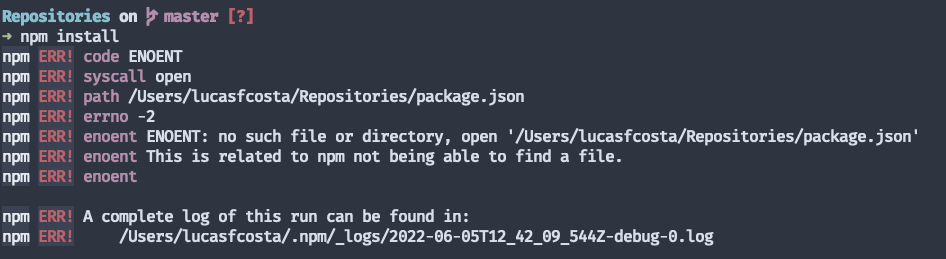 Repositories on master [?]
→ npm install
npm ERR! code ENOENT
npm ERR! syscall open
npm ERR! path /Users/lucasfcosta/Repositories/package.json
npm ERR! errno -2
npm ERR! enoent ENOENT: no such file or directory, open '/Users/lucasfcosta/Repositories/package.json'
npm ERR! enoent This is related to npm not being able to find a file.
npm ERR! enoent
npm ERR! A complete log of this run can be found in:
npm ERR!     /Users/lucasfcosta/.npm/_logs/2022-06-05T12_42_09_544Z-debug-0.log